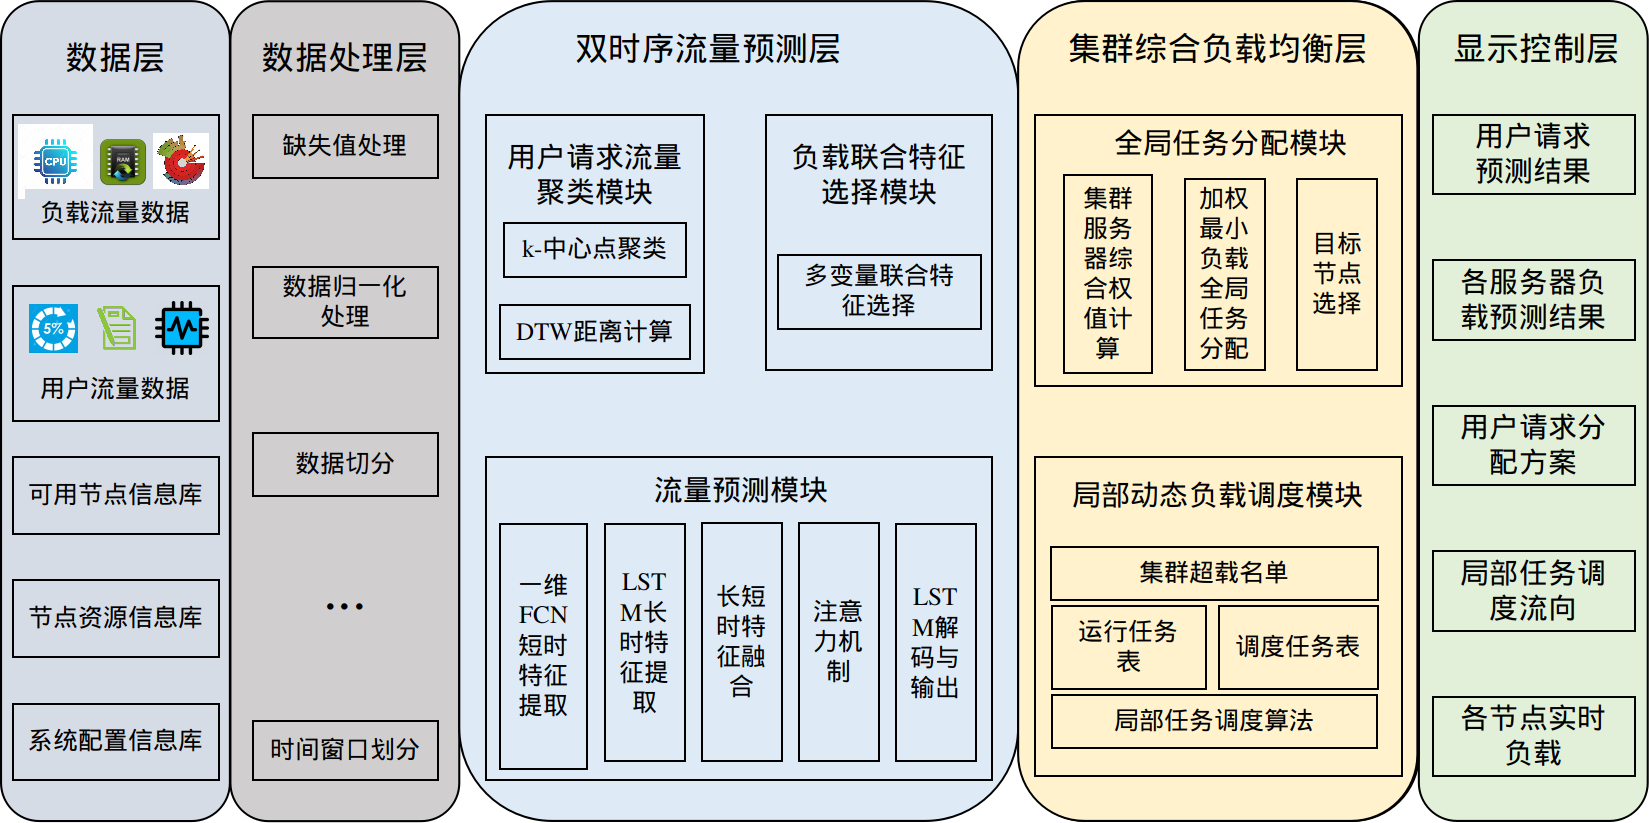 数据层
CPU
RAM
负载流量数据
5%
用户流量数据
可用节点信息库
节点资源信息库
系统配置信息库
数据处理层
缺失值处理
数据归一化
处理
数据切分
...
时间窗口划分
双时序流量预测层
用户请求流量
聚类模块
k-中心点聚类
DTW距离计算
负载联合特征
选择模块
多变量联合特
征选择
流量预测模块
一维
FCN
短时
特征
提取
LST
M长
时特
征提
取
长短
时特
征融
合
注意
力机
制
LST
M解
码与
输出
集群综合负载均衡层
全局任务分配模块
集群
服务
器综
合权
值计
算
加权
最小
负载
全局
任务
分配
目标
节点
选择
局部动态负载调度模块
集群超载名单
运行任务
表
调度任务表
局部任务调度算法
显示控制层
用户请求
预测结果
各服务器负
载预测结果
用户请求分
配方案
局部任务调
度流向
各节点实时
负载